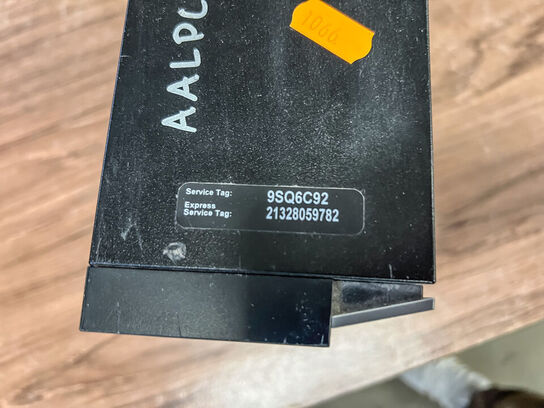 1066
AALPC
Service Tag: 9SQ6C92
Express
Service Tag: 21328059782